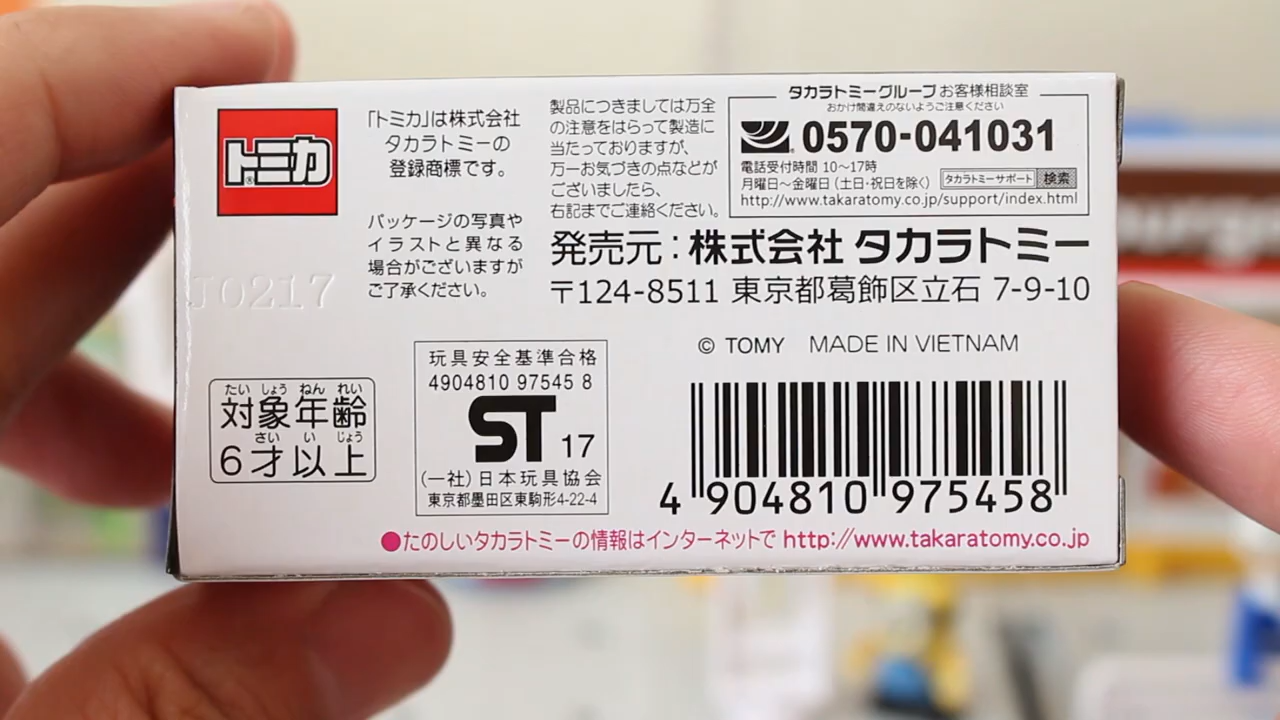 トミカ
®
「トミカ」は株式会社
タカラトミーの
登録商標です。
パッケージの写真や
イラストと異なる
場合がございますが
ご了承ください。
J0217
製品につきましては万全
の注意をはらって製造に
当たっておりますが、
万一お気づきの点などが
ございましたら、
右記までご連絡ください。
タカラトミーグループ お客様相談室
おかけ間違えのないようご注意ください
0570-041031
電話受付時間 10～17時
月曜日～金曜日 (土日・祝日を除く) タカラトミーサポート 検索
http://www.takaratomy.co.jp/support/index.html
発売元：株式会社 タカラトミー
〒124-8511 東京都葛飾区立石 7-9-10
© TOMY MADE IN VIETNAM
たい しょう ねん れい
対象年齢
さい い じょう
6才以上
玩具安全基準合格
4904810 97545 8
ST 17
(一社)日本玩具協会
東京都墨田区東駒形4-22-4
4 904810 975458
●たのしいタカラトミーの情報はインターネットで http://www.takaratomy.co.jp